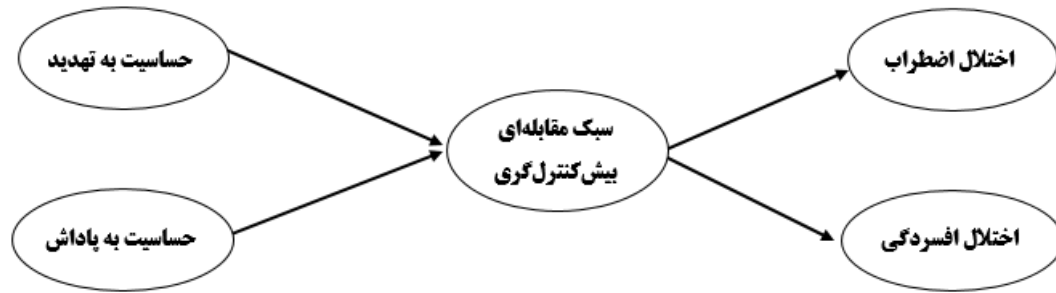 حساسیت به تهدید
اختلال اضطراب
سبک مقابله‌ای
بیش‌کنترل‌گری
حساسیت به پاداش
اختلال افسردگی